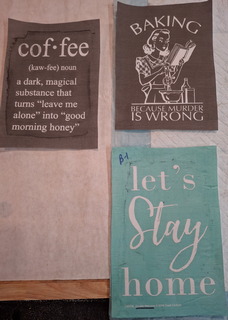 cof•fee
(kaw-fee) noun
a dark, magical
substance that
turns “leave me
alone” into “good
morning honey”
BAKING
BECAUSE MURDER
IS WRONG
let's
Stay
home